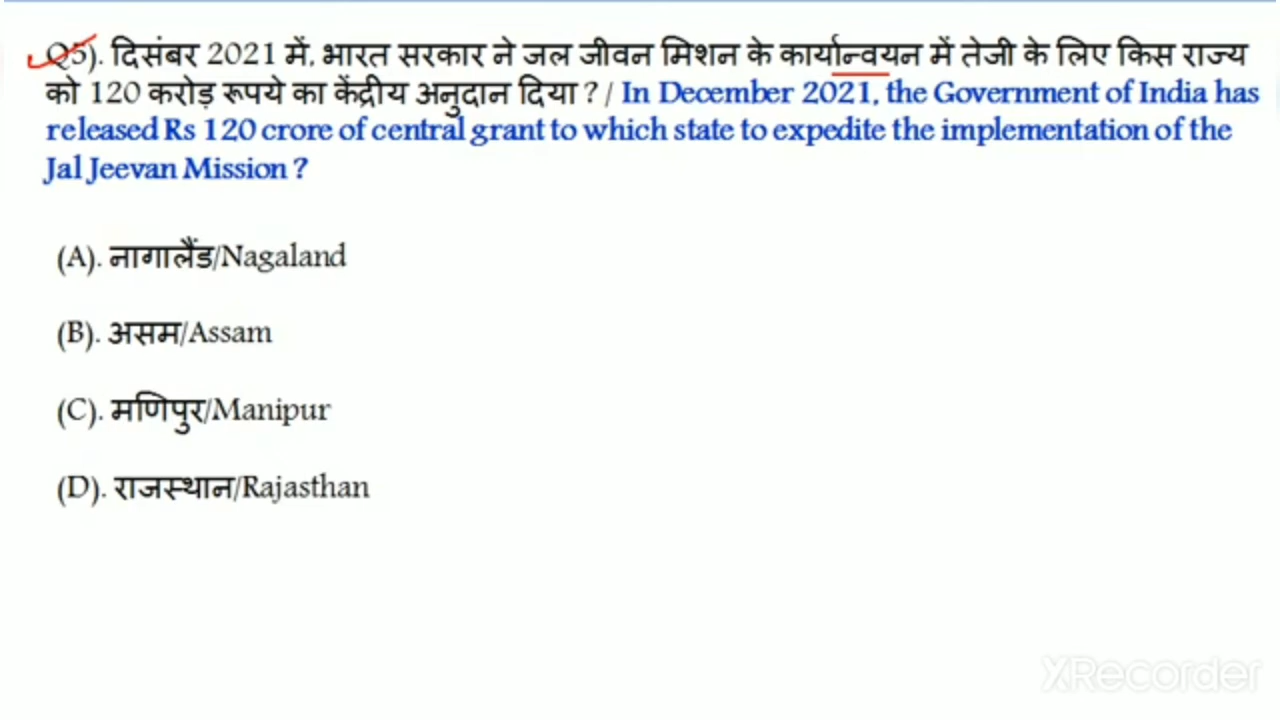 Q5). दिसंबर 2021 में, भारत सरकार ने जल जीवन मिशन के कार्यान्वयन में तेजी के लिए किस राज्य
को 120 करोड़ रूपये का केंद्रीय अनुदान दिया ? / In December 2021, the Government of India has
released Rs 120 crore of central grant to which state to expedite the implementation of the
Jal Jeevan Mission ?
(A). नागालैंड/Nagaland
(B). असम/Assam
(C). मणिपुर/Manipur
(D). राजस्थान/Rajasthan
XRecorder